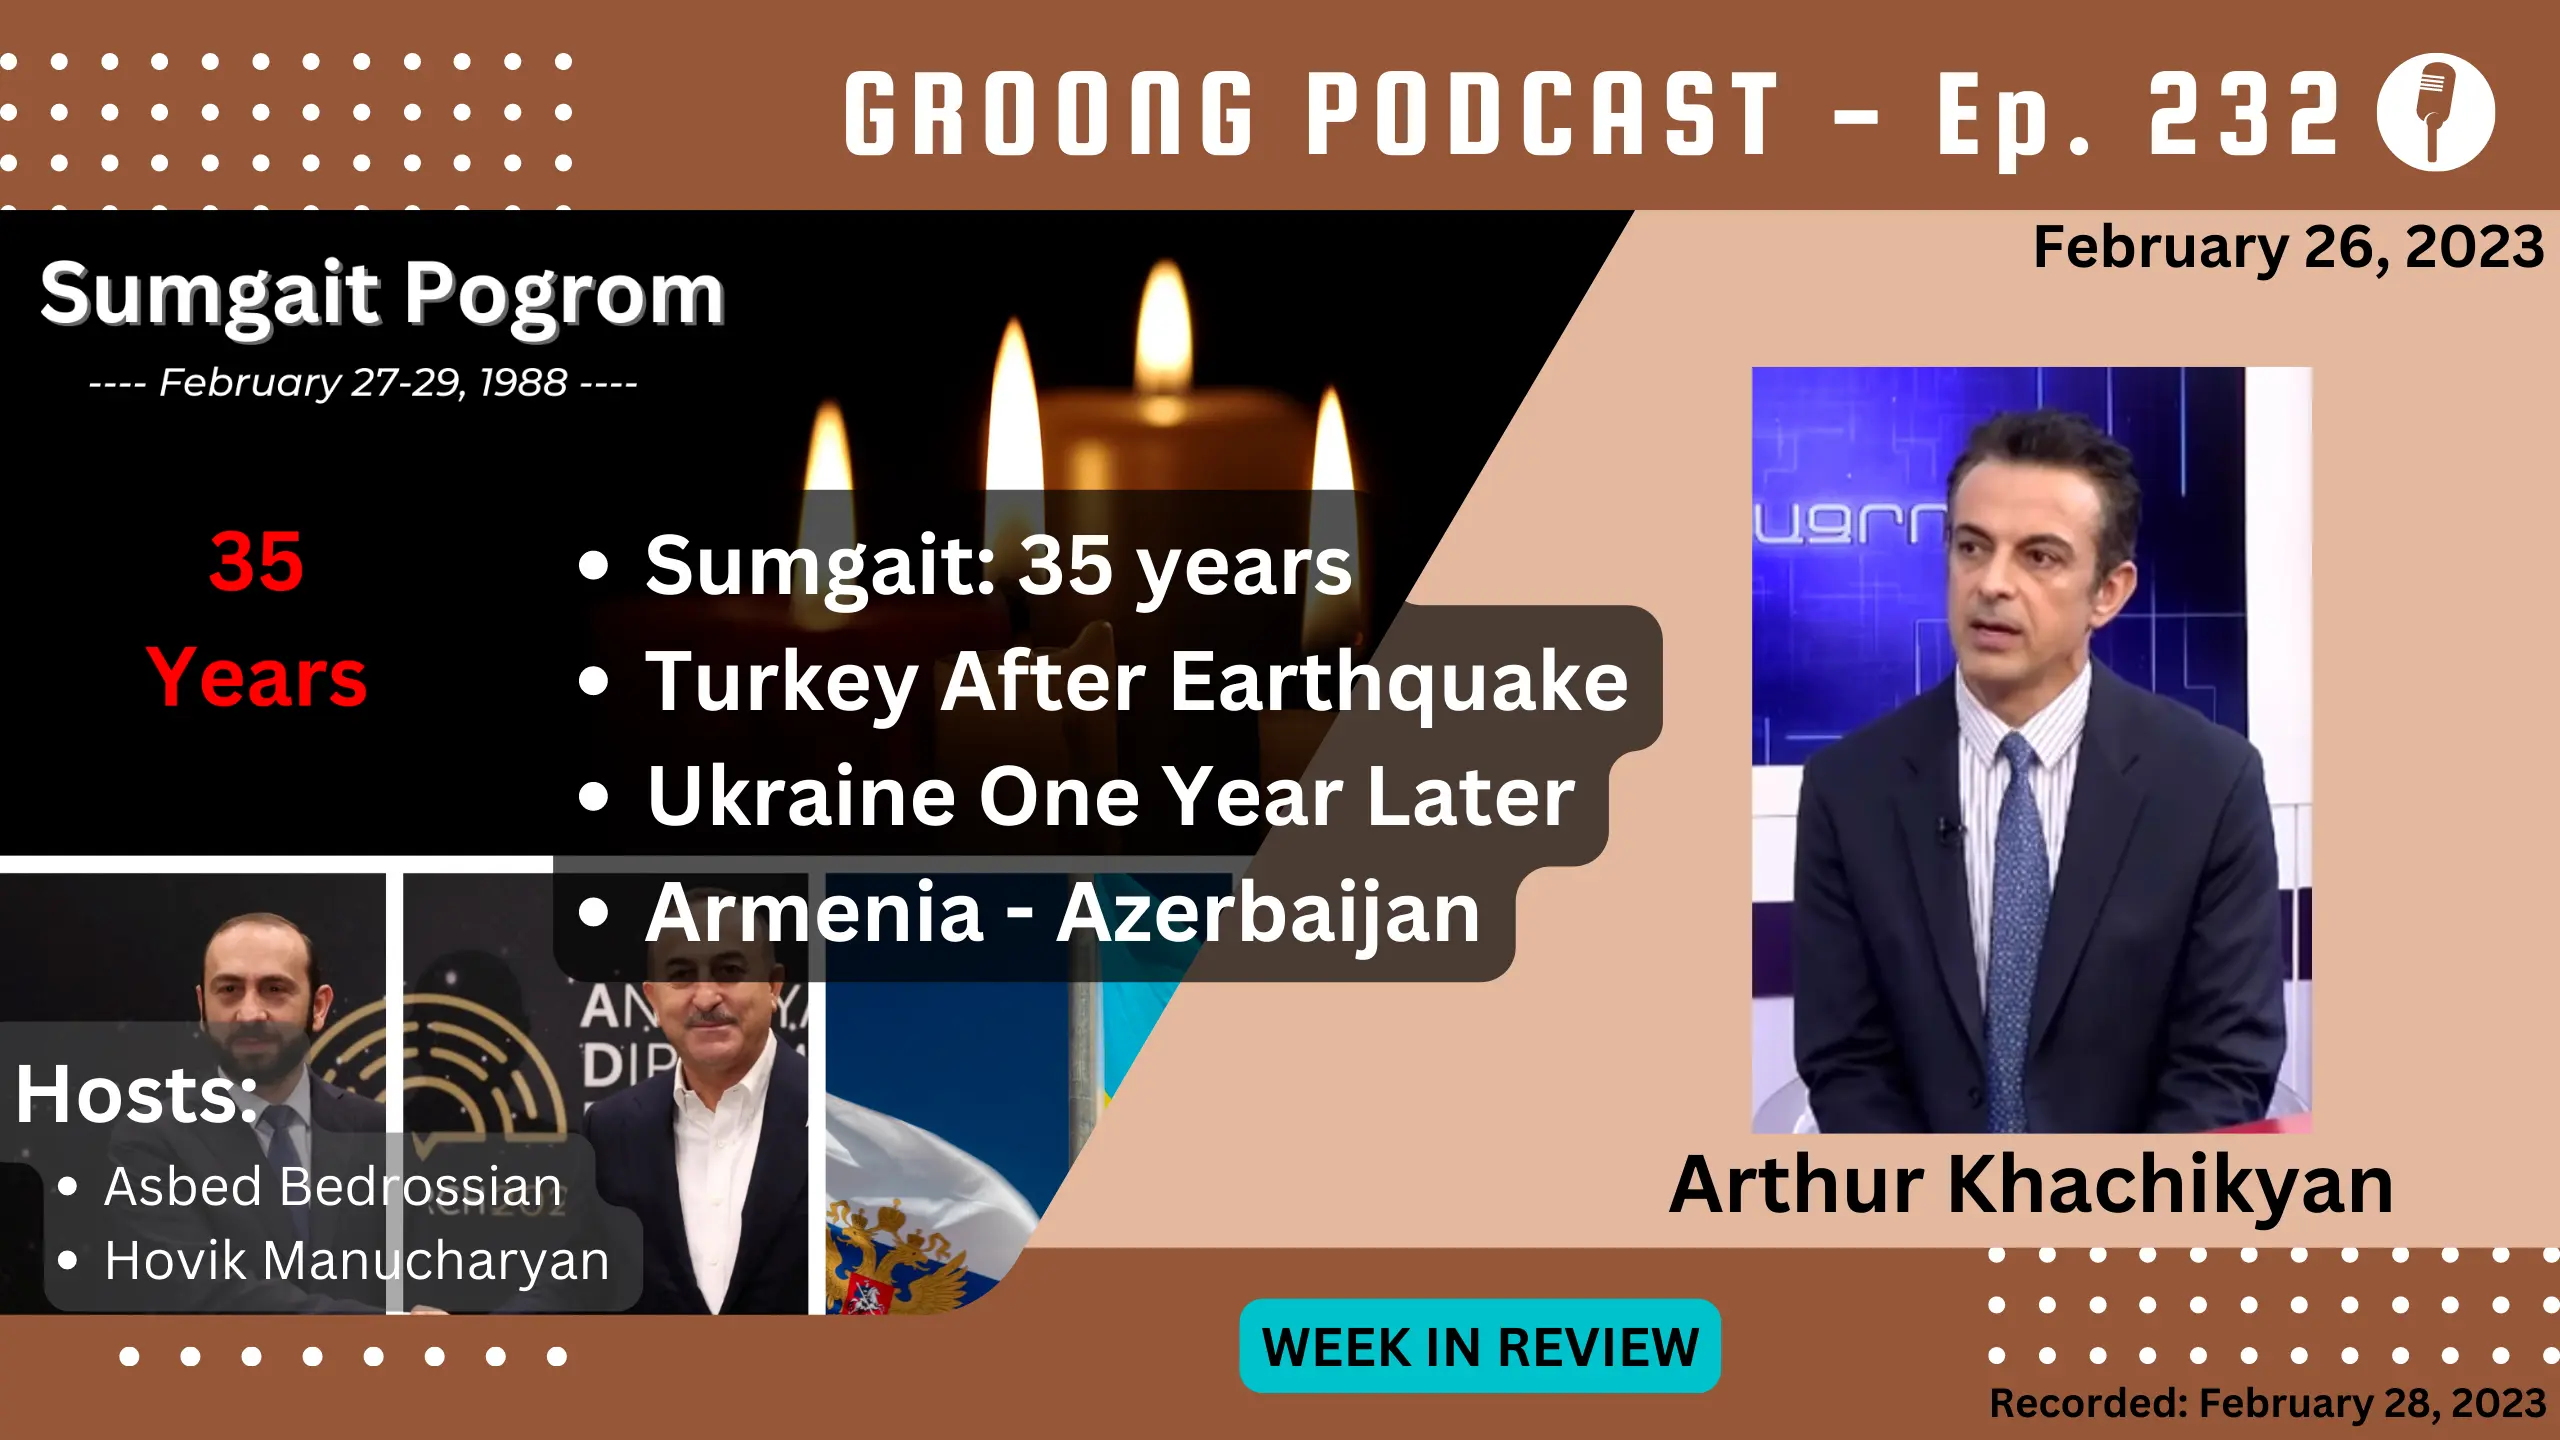 GROONG PODCAST - Ep. 232
February 26, 2023
Sumgait Pogrom
---- February 27-29, 1988 ----
35
Years
• Sumgait: 35 years
• Turkey After Earthquake
• Ukraine One Year Later
• Armenia - Azerbaijan
Hosts:
• Asbed Bedrossian
• Hovik Manucharyan
Arthur Khachikyan
WEEK IN REVIEW
Recorded: February 28, 2023